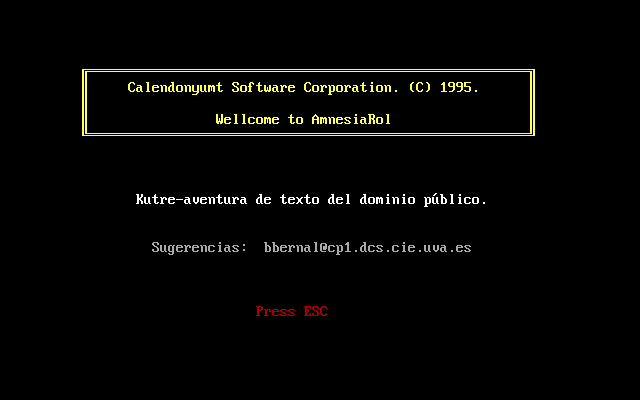 Calendonyumt Software Corporation. (C) 1995.
Wellcome to AmnesiaRol
Kutre-aventura de texto del dominio público.
Sugerencias:  bbernal@cp1.dcs.cie.uva.es
Press ESC